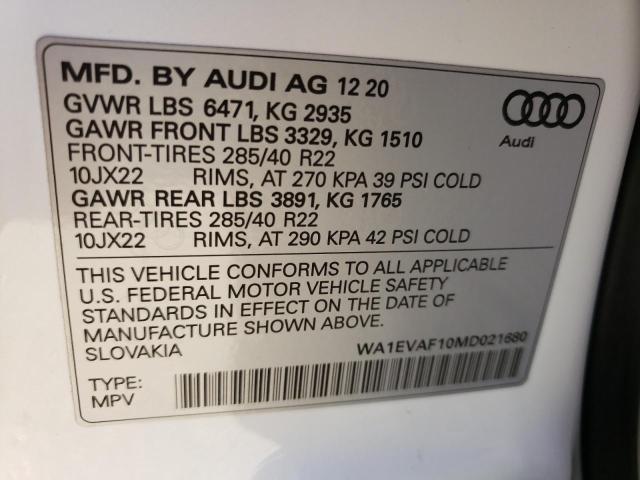 MFD. BY AUDI AG 12 20
GVWR LBS 6471, KG 2935
GAWR FRONT LBS 3329, KG 1510
FRONT-TIRES 285/40 R22
10JX22 RIMS, AT 270 KPA 39 PSI COLD
GAWR REAR LBS 3891, KG 1765
REAR-TIRES 285/40 R22
10JX22 RIMS, AT 290 KPA 42 PSI COLD
Audi
THIS VEHICLE CONFORMS TO ALL APPLICABLE
U.S. FEDERAL MOTOR VEHICLE SAFETY
STANDARDS IN EFFECT ON THE DATE OF
MANUFACTURE SHOWN ABOVE.
SLOVAKIA WA1EVAF10MD021680
TYPE:
MPV